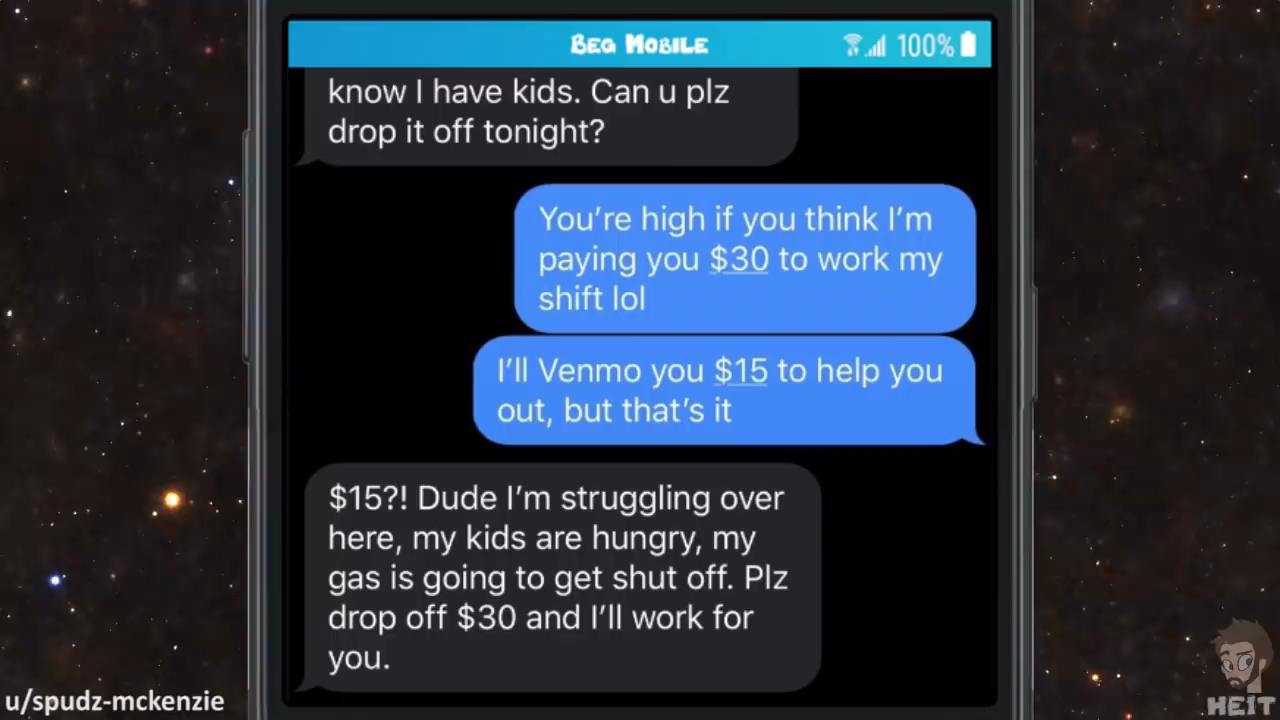 BEG MOBILE
100%
know I have kids. Can u plz
drop it off tonight?
You're high if you think I'm
paying you $30 to work my
shift lol
I'll Venmo you $15 to help you
out, but that's it
$15?! Dude I'm struggling over
here, my kids are hungry, my
gas is going to get shut off. Plz
drop off $30 and I'll work for
you.
u/spudz-mckenzie
HEIT